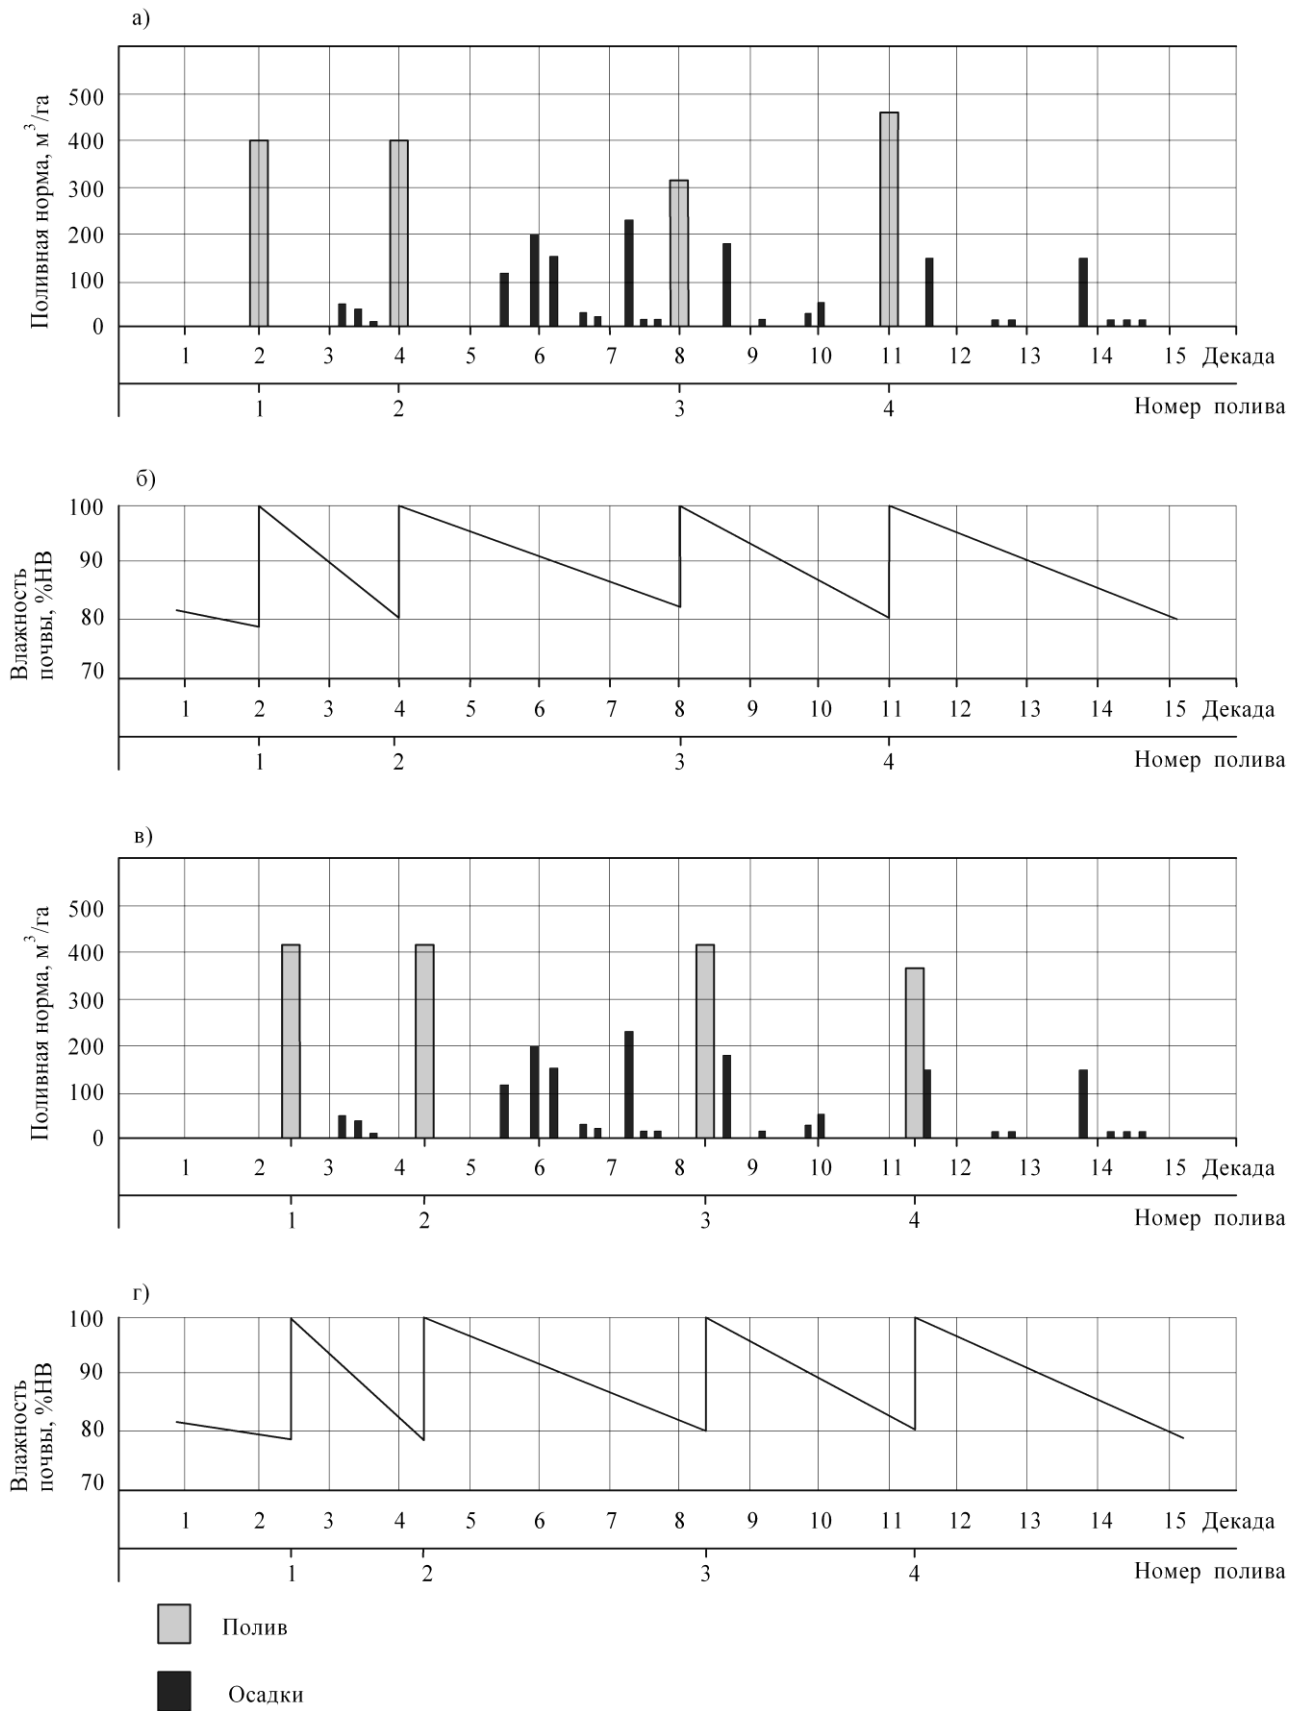 а)
Поливная норма, м³/га
500
400
300
200
100
0
1 2 3 4 5 6 7 8 9 10 11 12 13 14 15 Декада
1 2 3 4 Номер полива
б)
Влажность
почвы, %НВ
100
90
80
70
1 2 3 4 5 6 7 8 9 10 11 12 13 14 15 Декада
1 2 3 4 Номер полива
в)
Поливная норма, м³/га
500
400
300
200
100
0
1 2 3 4 5 6 7 8 9 10 11 12 13 14 15 Декада
1 2 3 4 Номер полива
г)
Влажность
почвы, %НВ
100
90
80
70
1 2 3 4 5 6 7 8 9 10 11 12 13 14 15 Декада
1 2 3 4 Номер полива
Полив
Осадки